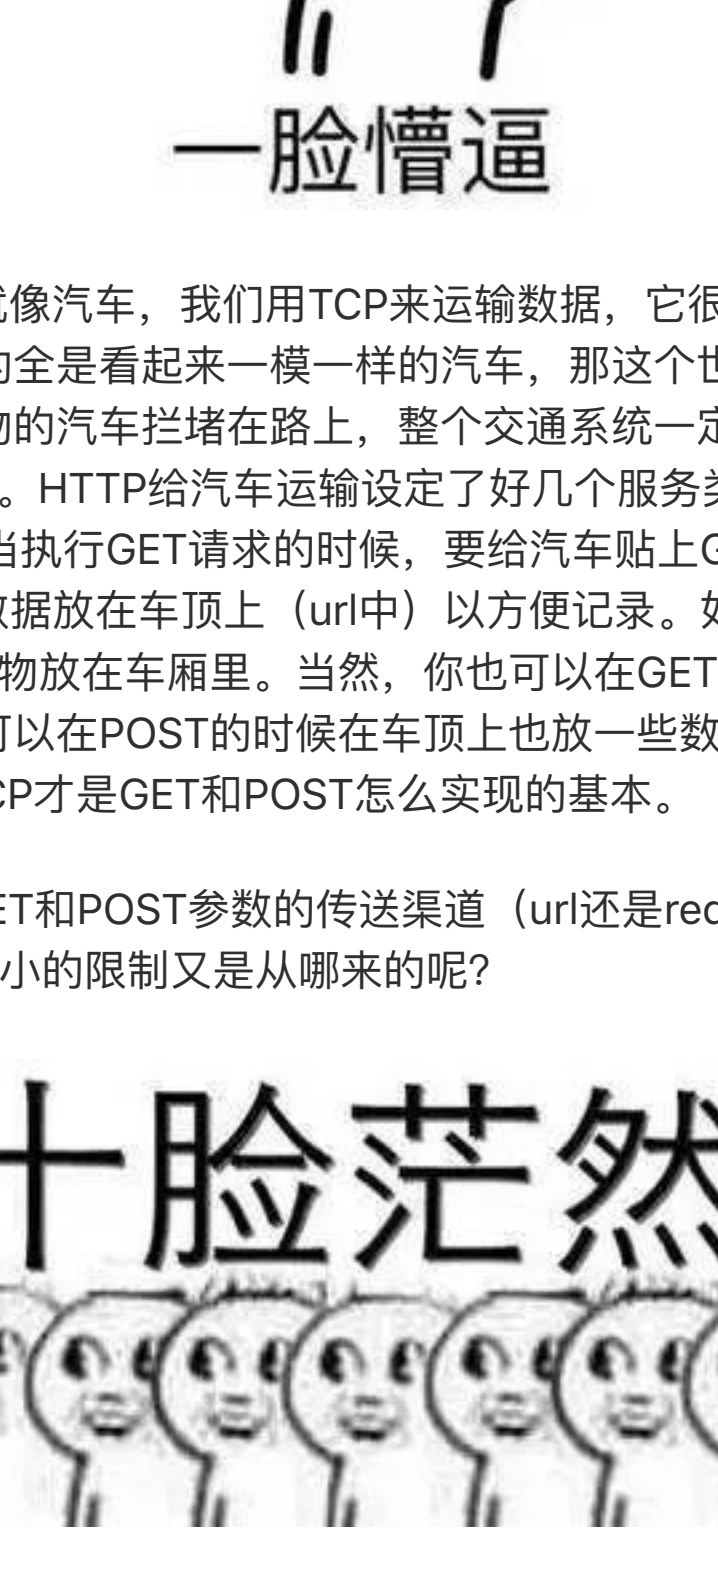 一脸懵逼
就像汽车，我们用TCP来运输数据，它很
的全是看起来一模一样的汽车，那这个世
物的汽车拦堵在路上，整个交通系统一定
。HTTP给汽车运输设定了好几个服务类
当执行GET请求的时候，要给汽车贴上G
数据放在车顶上（url中）以方便记录。如
物放在车厢里。当然，你也可以在GET
可以在POST的时候在车顶上也放一些数
CP才是GET和POST怎么实现的基本。
ET和POST参数的传送渠道（url还是req
小的限制又是从哪来的呢？
十脸茫然